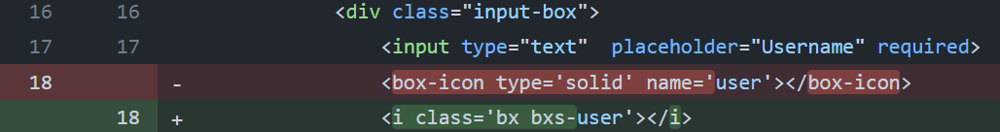 16 16 <div class="input-box">
17 17 <input type="text"  placeholder="Username" required>
18 - <box-icon type='solid' name='user'></box-icon>
18 + <i class='bx bxs-user'></i>